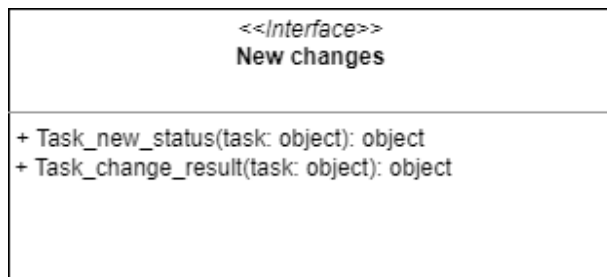 <<Interface>>
New changes
+ Task_new_status(task: object): object
+ Task_change_result(task: object): object